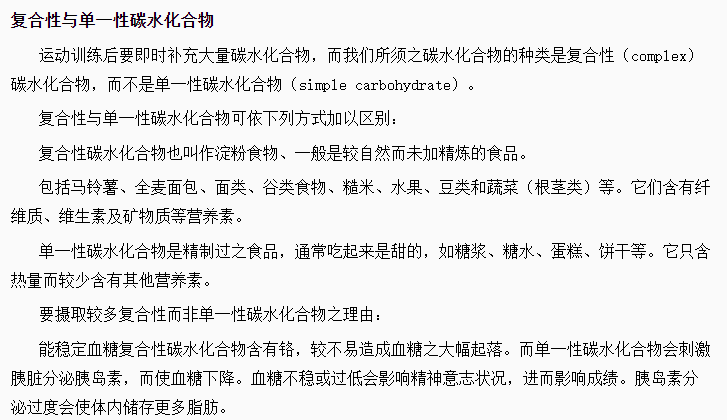 复合性与单一性碳水化合物
运动训练后要即时补充大量碳水化合物，而我们所须之碳水化合物的种类是复合性（complex）
碳水化合物，而不是单一性碳水化合物（simple carbohydrate）。
复合性与单一性碳水化合物可依下列方式加以区别：
复合性碳水化合物也叫作淀粉食物、一般是较自然而未加精炼的食品。
包括马铃薯、全麦面包、面类、谷类食物、糙米、水果、豆类和蔬菜（根茎类）等。它们含有纤
维质、维生素及矿物质等营养素。
单一性碳水化合物是精制过之食品，通常吃起来是甜的，如糖浆、糖水、蛋糕、饼干等。它只含
热量而较少含有其他营养素。
要摄取较多复合性而非单一性碳水化合物之理由：
能稳定血糖复合性碳水化合物含有铬，较不易造成血糖之大幅起落。而单一性碳水化合物会刺激
胰脏分泌胰岛素，而使血糖下降。血糖不稳或过低会影响精神意志状况，进而影响成绩。胰岛素分
泌过度会使体内储存更多脂肪。